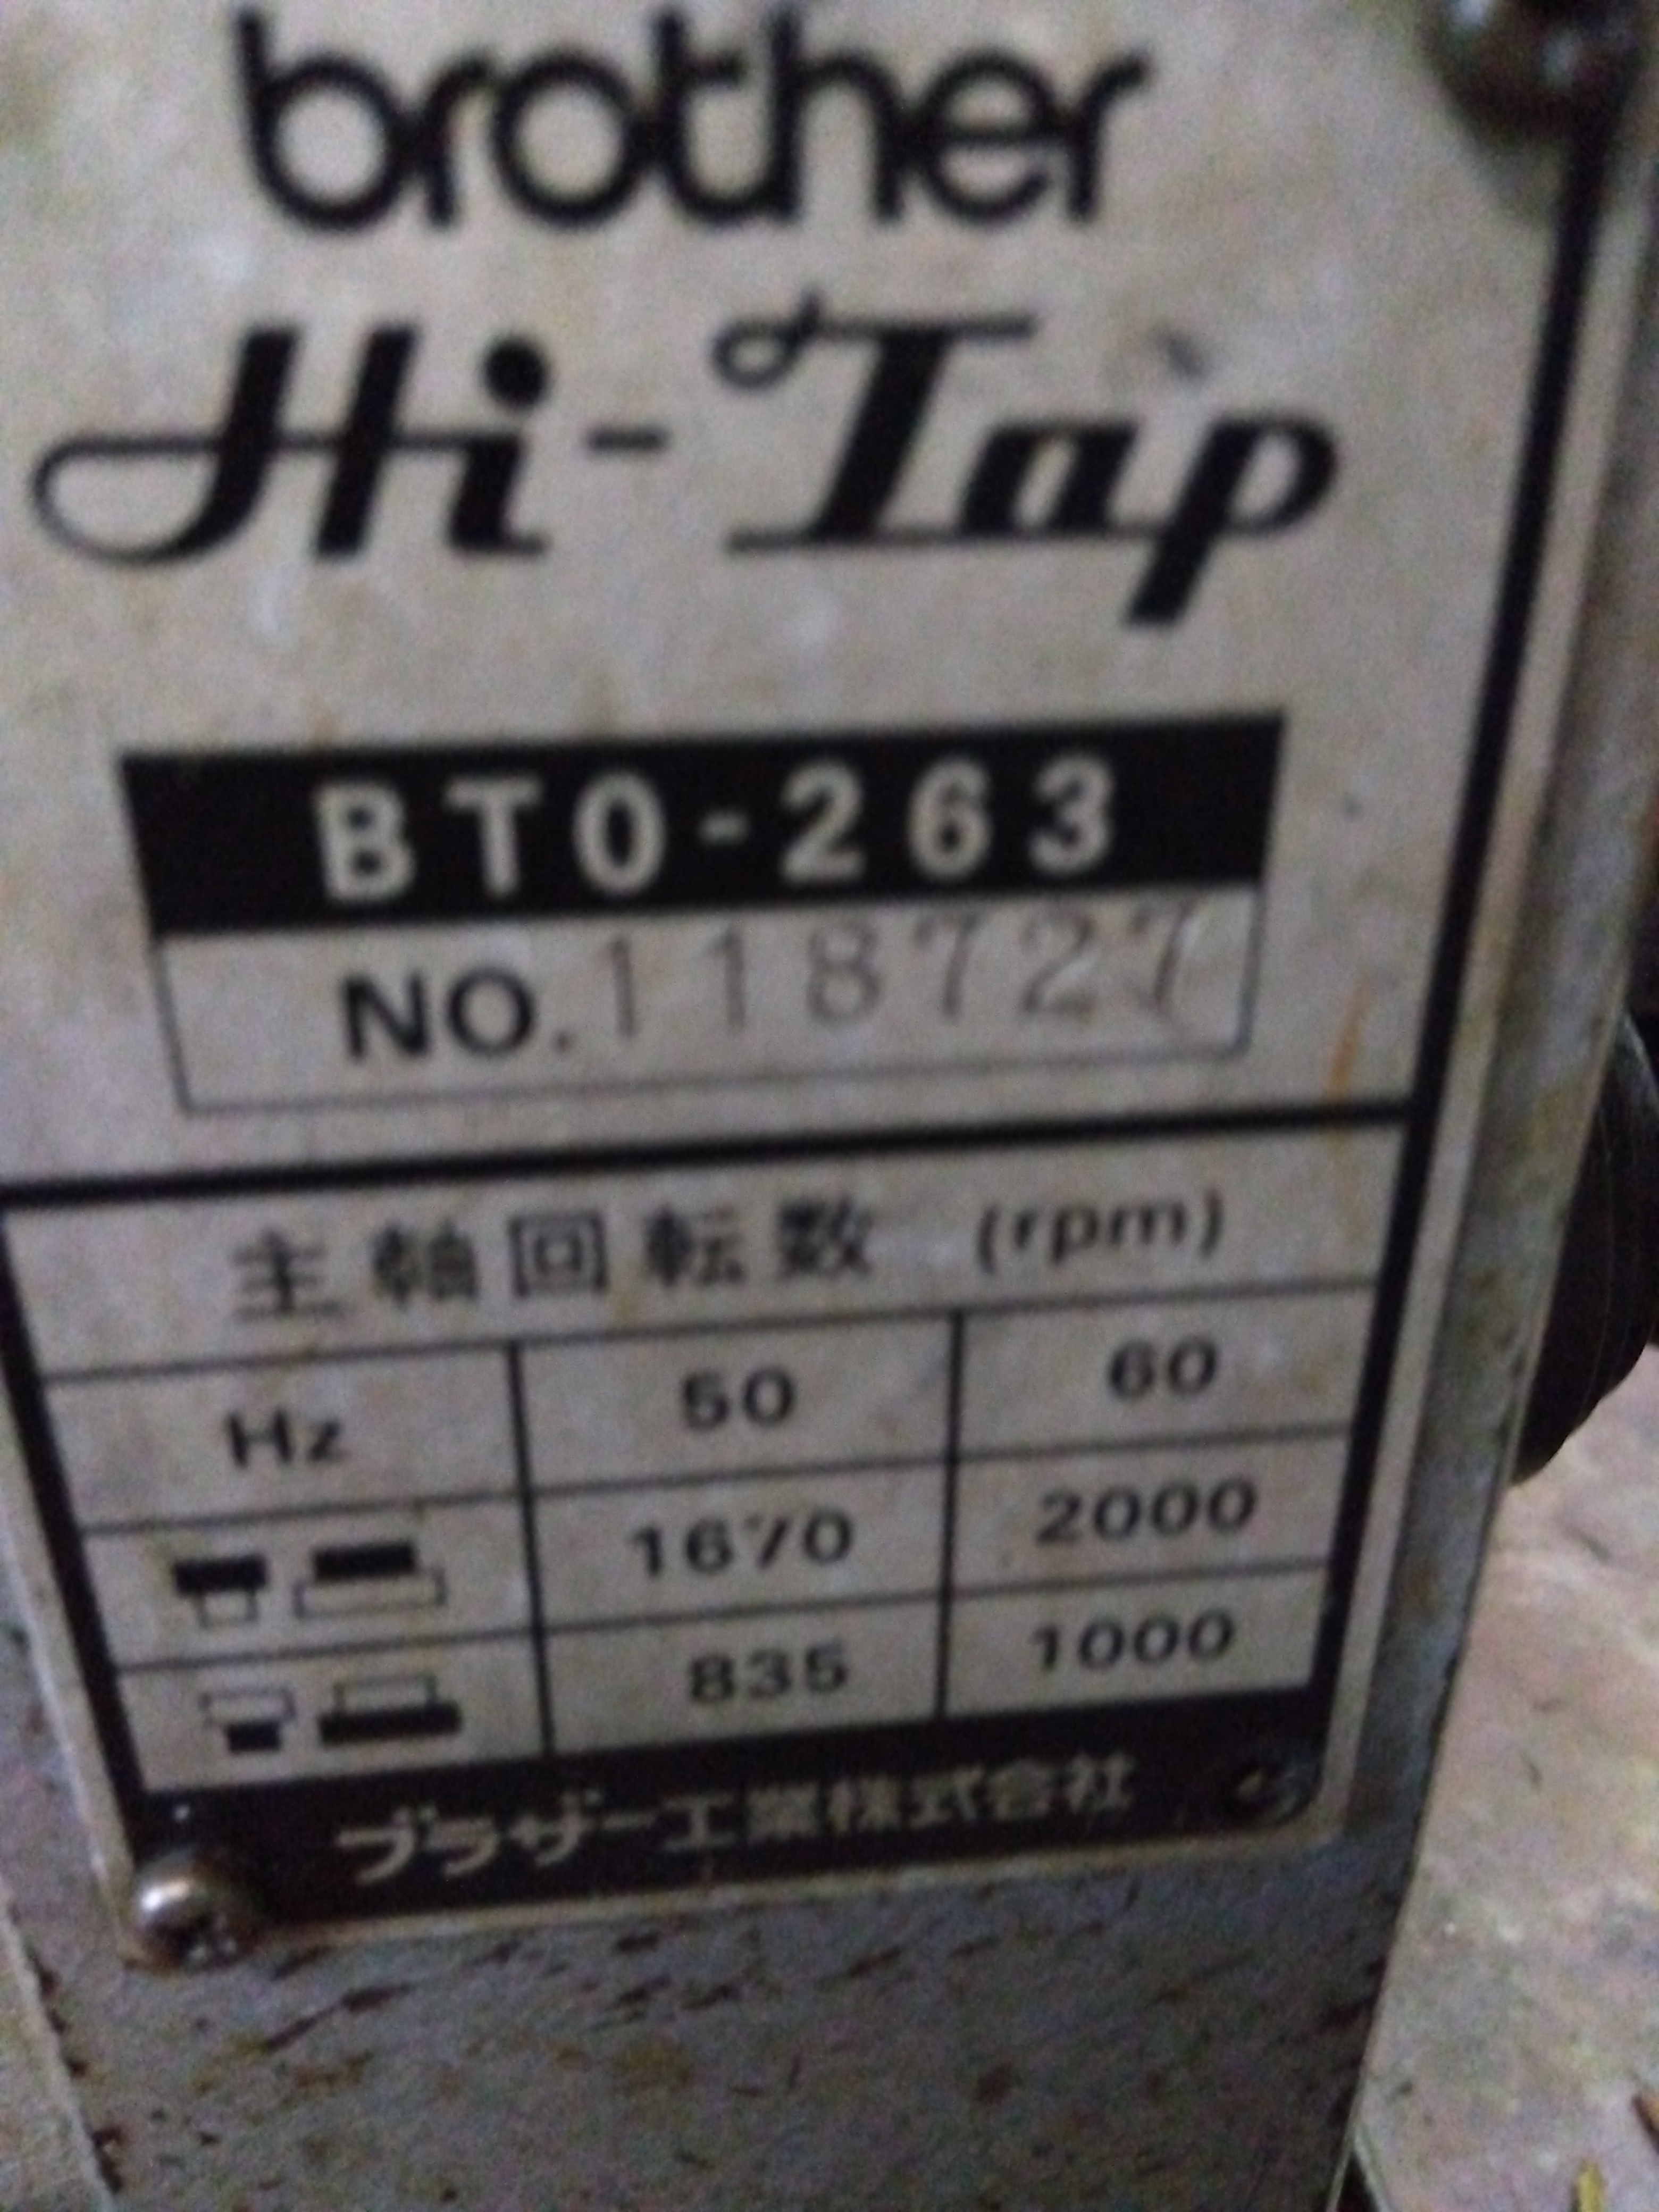 brother
Hi-Tap
BT0-263
NO. 118727
主軸回転数 (rpm)
Hz 50 60
1670 2000
835 1000
ブラザー工業株式会社